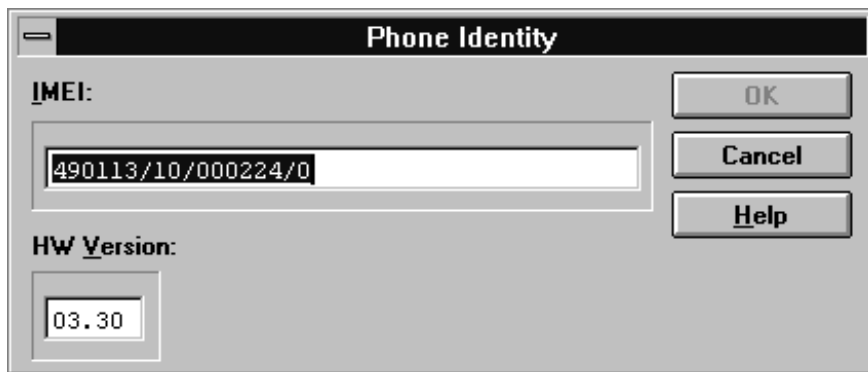 Phone Identity
IMEI:
OK
490113/10/000224/0
Cancel
Help
HW Version:
03.30